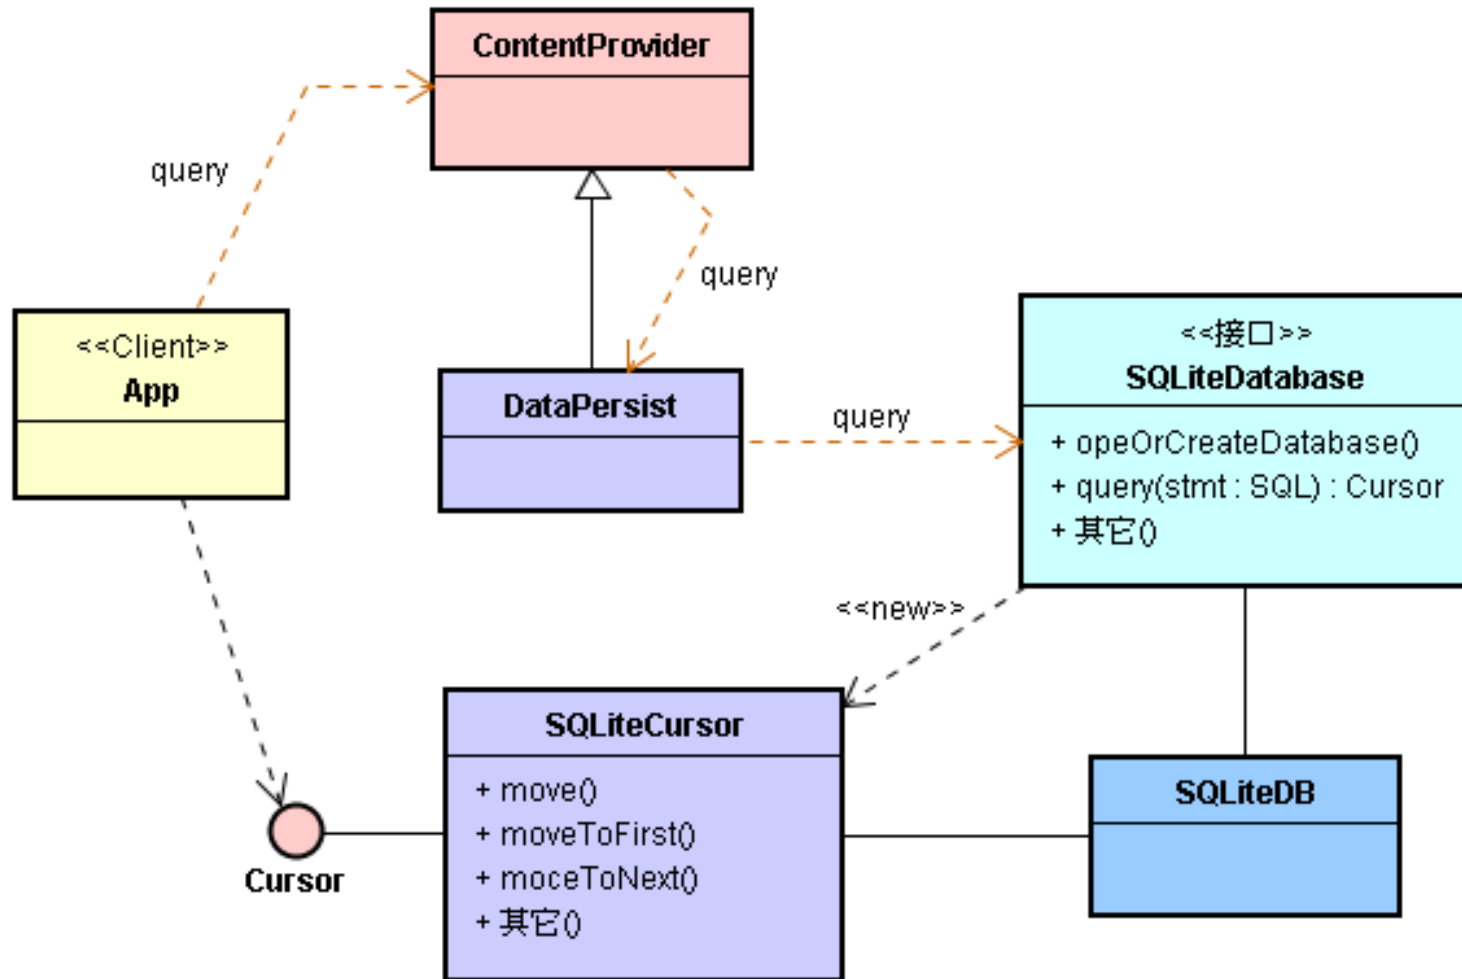 ContentProvider
query
query
<<Client>>
App
DataPersist
query
<<接口>>
SQLiteDatabase
+ opeOrCreateDatabase()
+ query(stmt : SQL) : Cursor
+ 其它()
<<new>>
SQLiteCursor
+ move()
+ moveToFirst()
+ moceToNext()
+ 其它()
SQLiteDB
Cursor